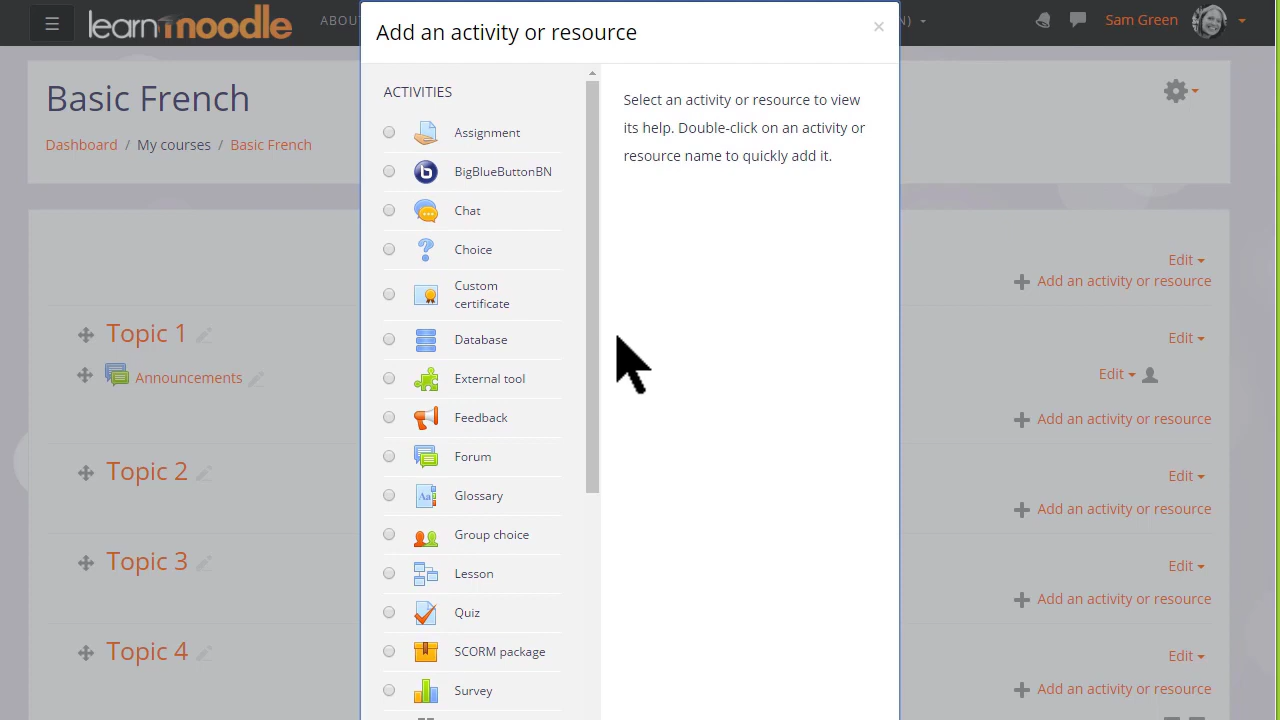 learn moodle
ABOU
N)
Sam Green
Add an activity or resource
×
Basic French
Dashboard / My courses / Basic French
ACTIVITIES
Assignment
BigBlueButtonBN
Chat
Choice
Custom
certificate
Database
External tool
Feedback
Forum
Glossary
Group choice
Lesson
Quiz
SCORM package
Survey
Select an activity or resource to view
its help. Double-click on an activity or
resource name to quickly add it.
Edit
Add an activity or resource
Topic 1
Edit
Announcements
Edit
Add an activity or resource
Topic 2
Edit
Add an activity or resource
Topic 3
Edit
Add an activity or resource
Topic 4
Edit
Add an activity or resource